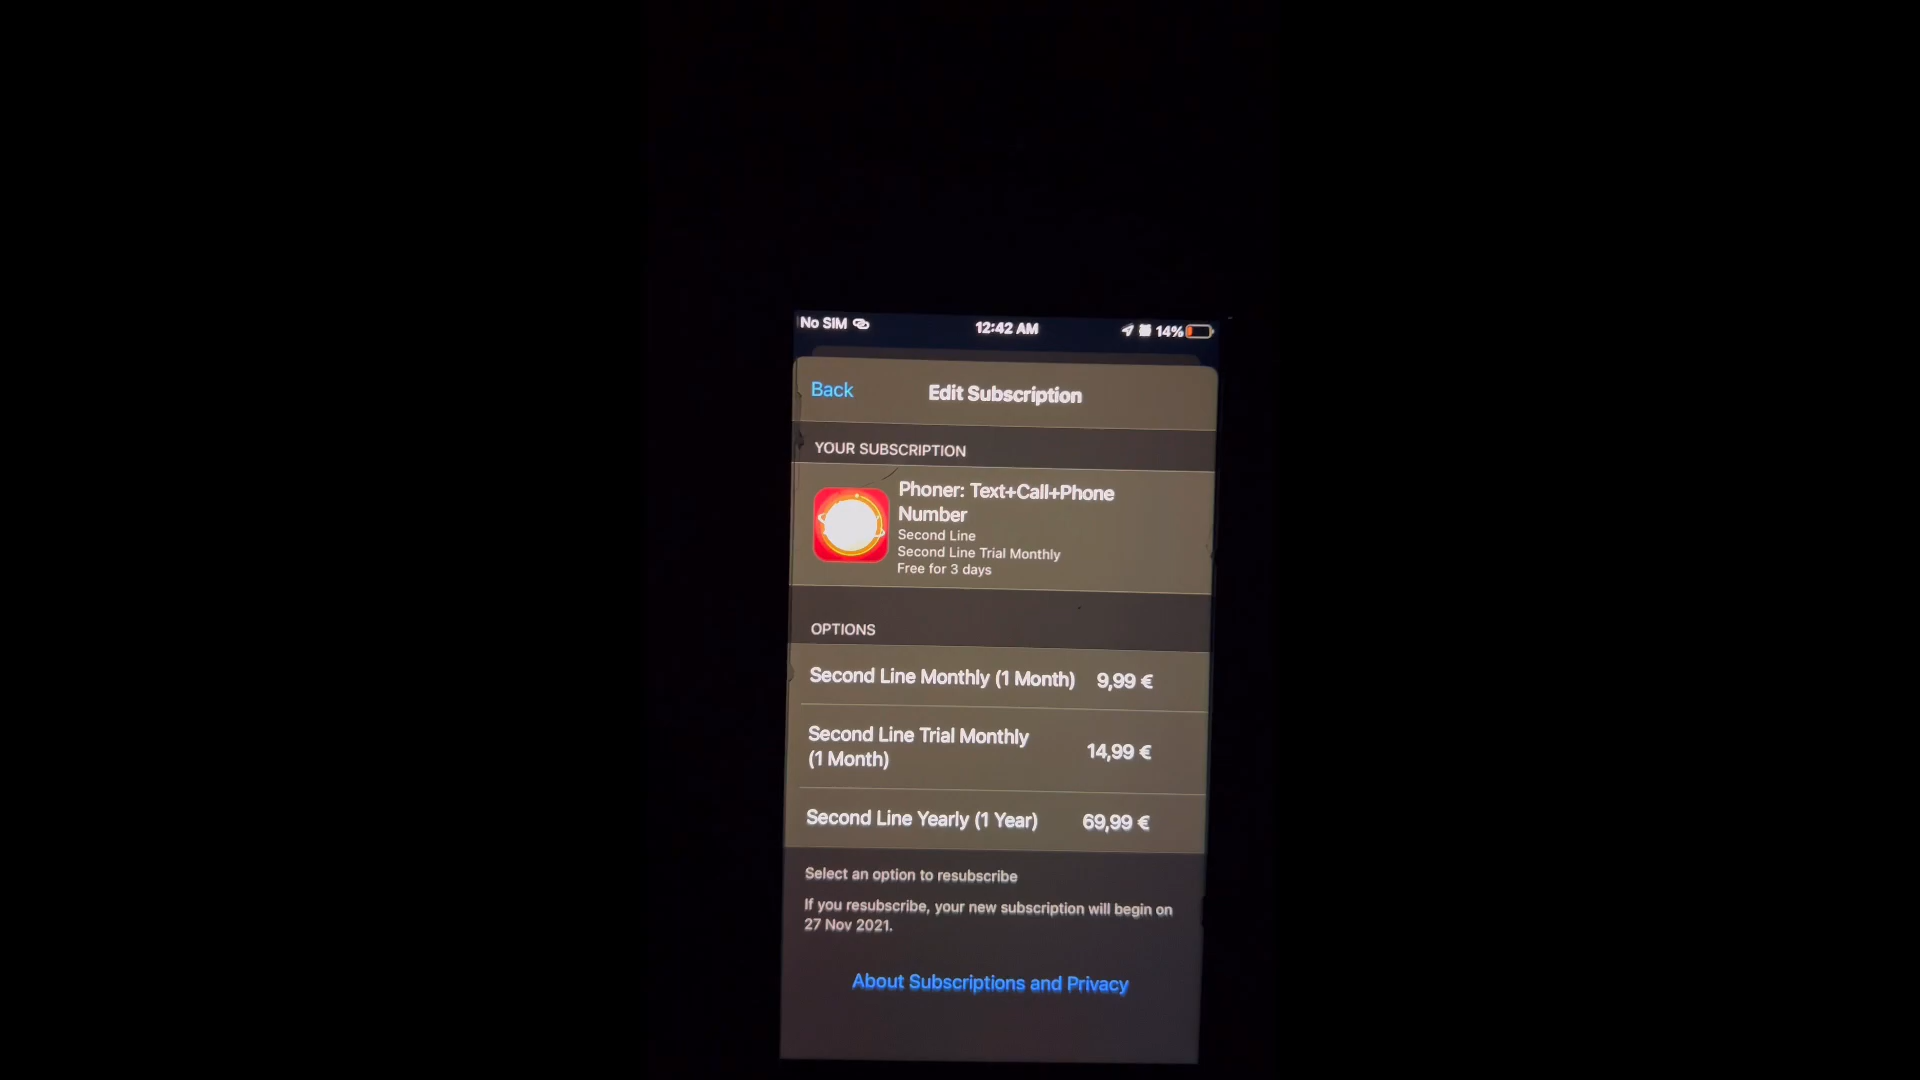 No SIM
12:42 AM
14%
Back
Edit Subscription
YOUR SUBSCRIPTION
Phoner: Text+Call+Phone
Number
Second Line
Second Line Trial Monthly
Free for 3 days
OPTIONS
Second Line Monthly (1 Month) 9,99 €
Second Line Trial Monthly
(1 Month)
14,99 €
Second Line Yearly (1 Year) 69,99 €
Select an option to resubscribe
If you resubscribe, your new subscription will begin on
27 Nov 2021.
About Subscriptions and Privacy